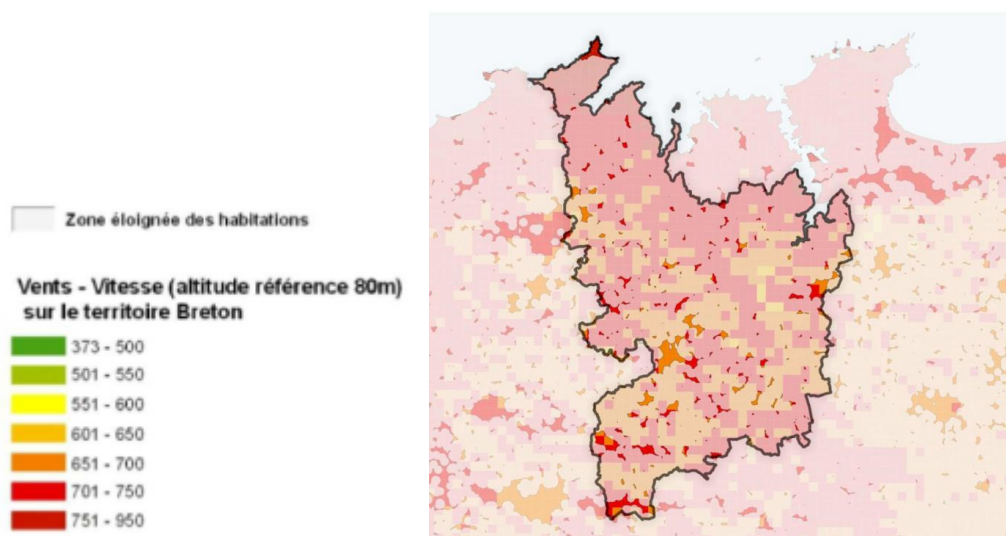 Zone éloignée des habitations
Vents - Vitesse (altitude référence 80m)
sur le territoire Breton
373 - 500
501 - 550
551 - 600
601 - 650
651 - 700
701 - 750
751 - 950